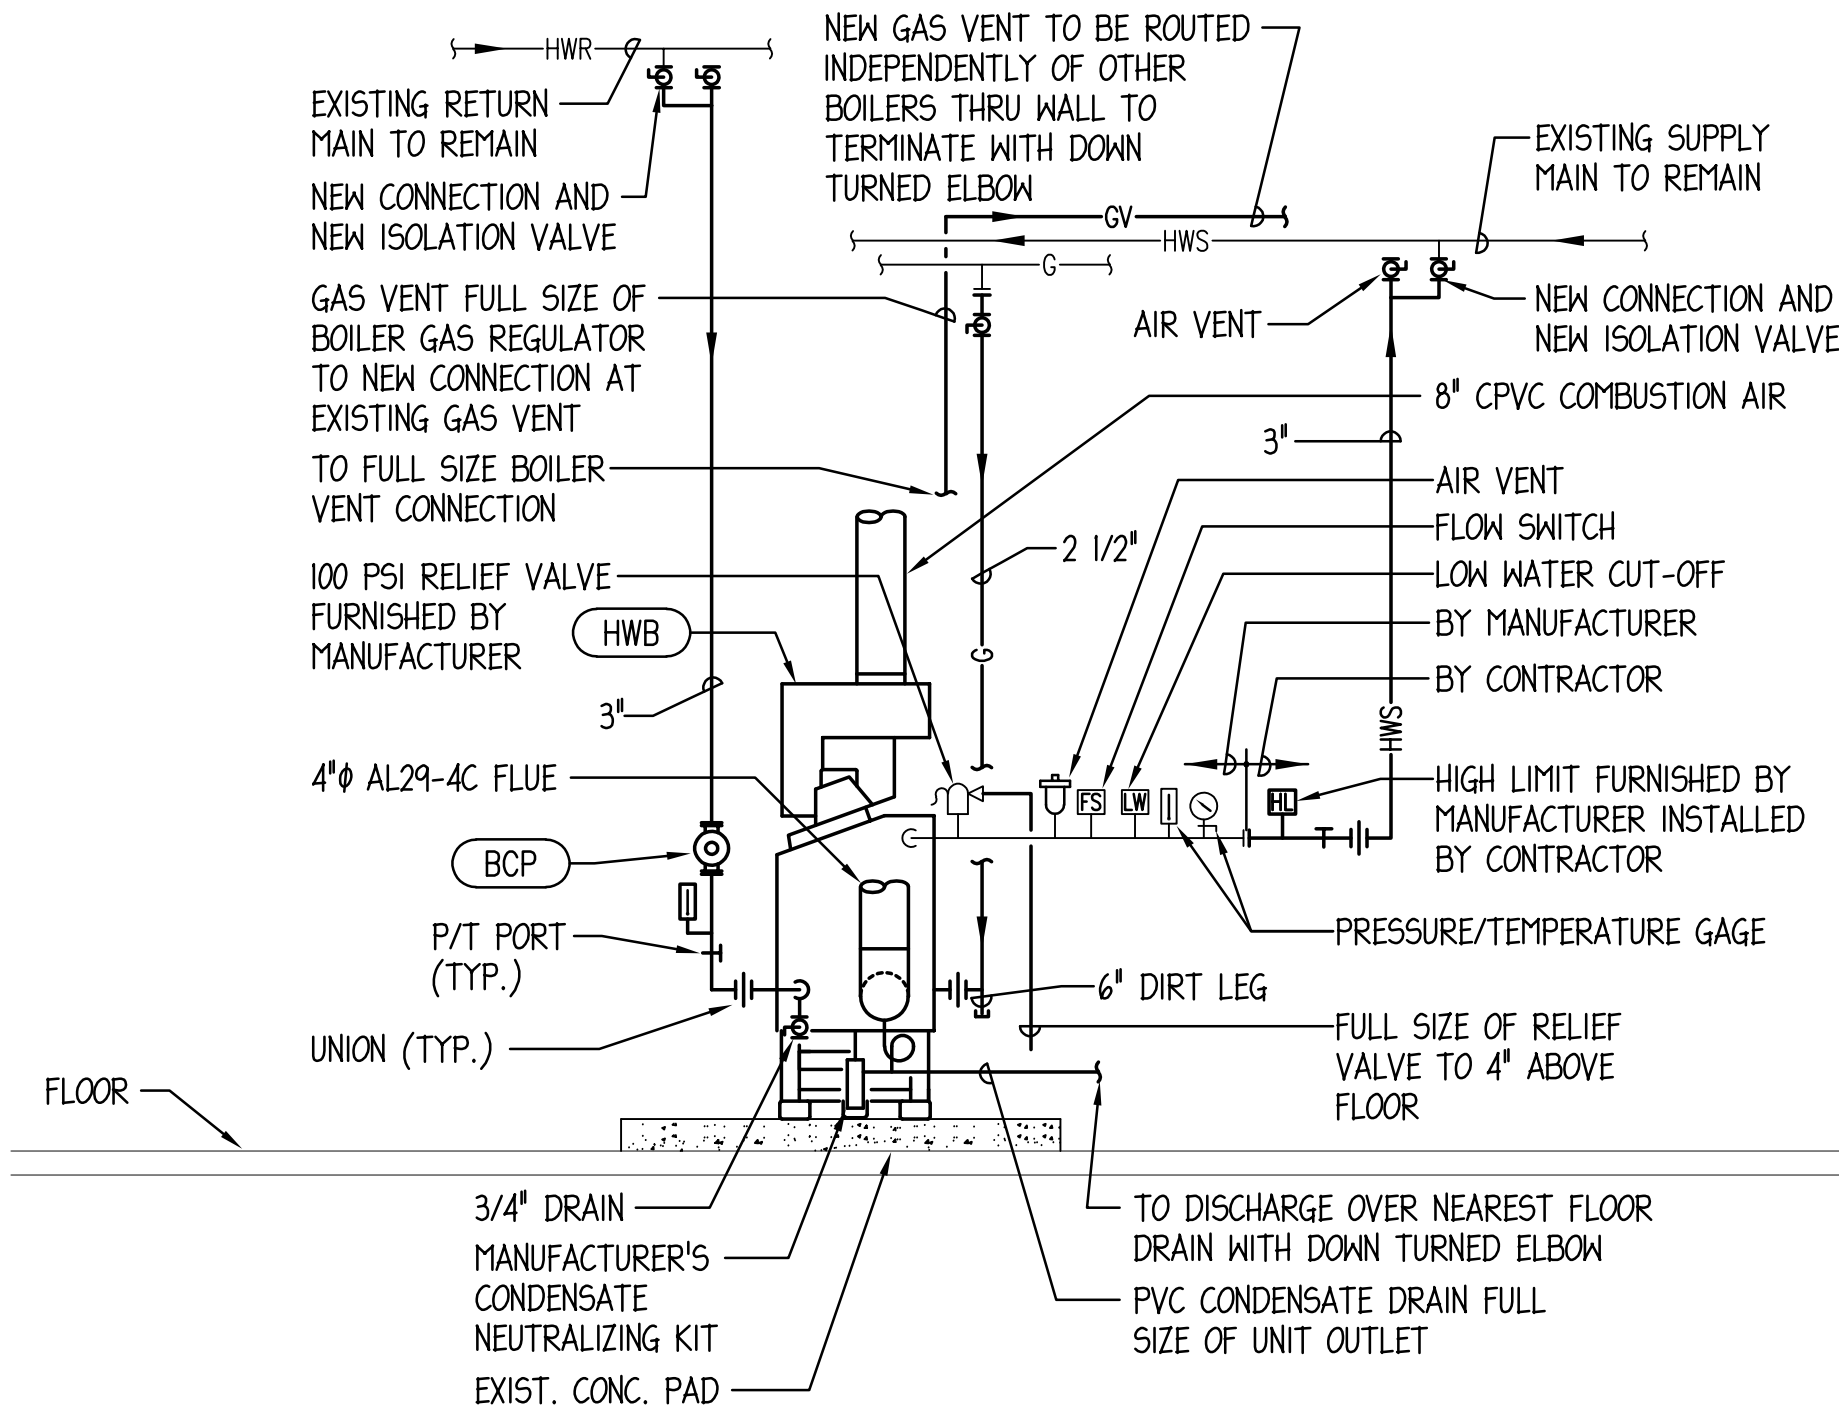 HWR
EXISTING RETURN
MAIN TO REMAIN
NEW CONNECTION AND
NEW ISOLATION VALVE
NEW GAS VENT TO BE ROUTED
INDEPENDENTLY OF OTHER
BOILERS THRU WALL TO
TERMINATE WITH DOWN
TURNED ELBOW
EXISTING SUPPLY
MAIN TO REMAIN
GV
HWS
G
GAS VENT FULL SIZE OF
BOILER GAS REGULATOR
TO NEW CONNECTION AT
EXISTING GAS VENT
AIR VENT
NEW CONNECTION AND
NEW ISOLATION VALVE
8" CPVC COMBUSTION AIR
3"
TO FULL SIZE BOILER
VENT CONNECTION
AIR VENT
FLOW SWITCH
2 1/2"
LOW WATER CUT-OFF
100 PSI RELIEF VALVE
FURNISHED BY
MANUFACTURER
HWB
BY MANUFACTURER
BY CONTRACTOR
G
3"
HWS
4"Φ AL29-4C FLUE
FS
LW
HL
HIGH LIMIT FURNISHED BY
MANUFACTURER INSTALLED
BY CONTRACTOR
BCP
P/T PORT
(TYP.)
PRESSURE/TEMPERATURE GAGE
6" DIRT LEG
UNION (TYP.)
FULL SIZE OF RELIEF
VALVE TO 4" ABOVE
FLOOR
FLOOR
3/4" DRAIN
MANUFACTURER'S
CONDENSATE
NEUTRALIZING KIT
EXIST. CONC. PAD
TO DISCHARGE OVER NEAREST FLOOR
DRAIN WITH DOWN TURNED ELBOW
PVC CONDENSATE DRAIN FULL
SIZE OF UNIT OUTLET